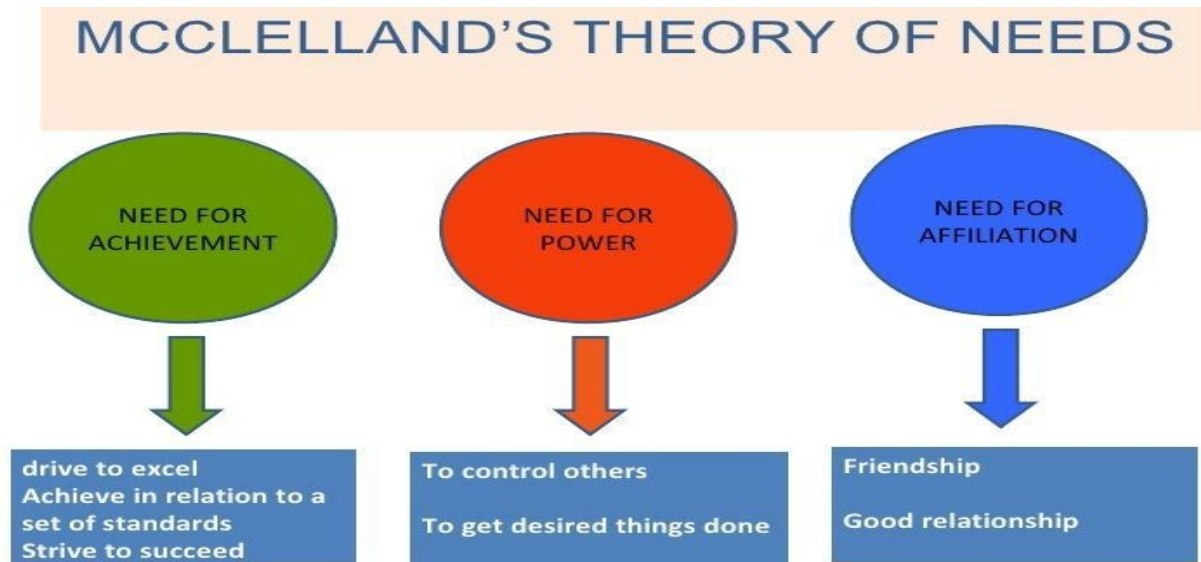 MCCLELLAND'S THEORY OF NEEDS
NEED FOR
ACHIEVEMENT
NEED FOR
POWER
NEED FOR
AFFILIATION
drive to excel
Achieve in relation to a
set of standards
Strive to succeed
To control others
To get desired things done
Friendship
Good relationship